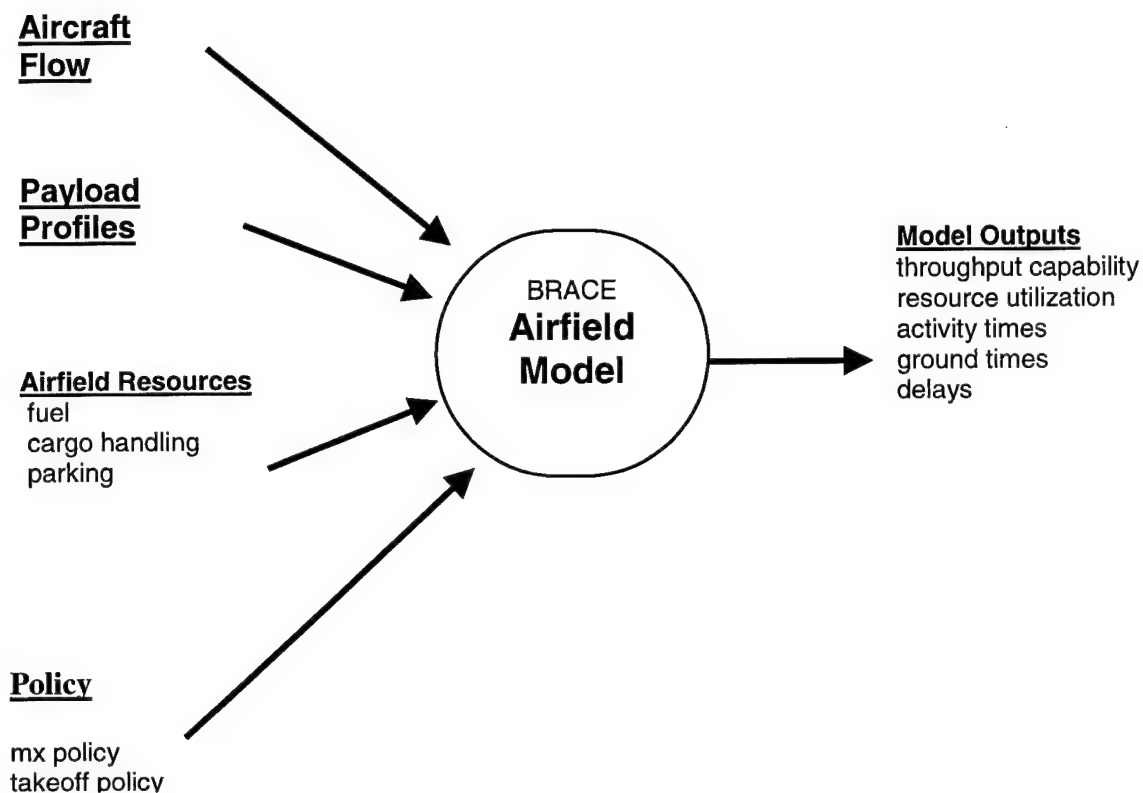 Aircraft
Flow
Payload
Profiles
Airfield Resources
fuel
cargo handling
parking
Policy
mx policy
takeoff policy
BRACE
Airfield
Model
Model Outputs
throughput capability
resource utilization
activity times
ground times
delays